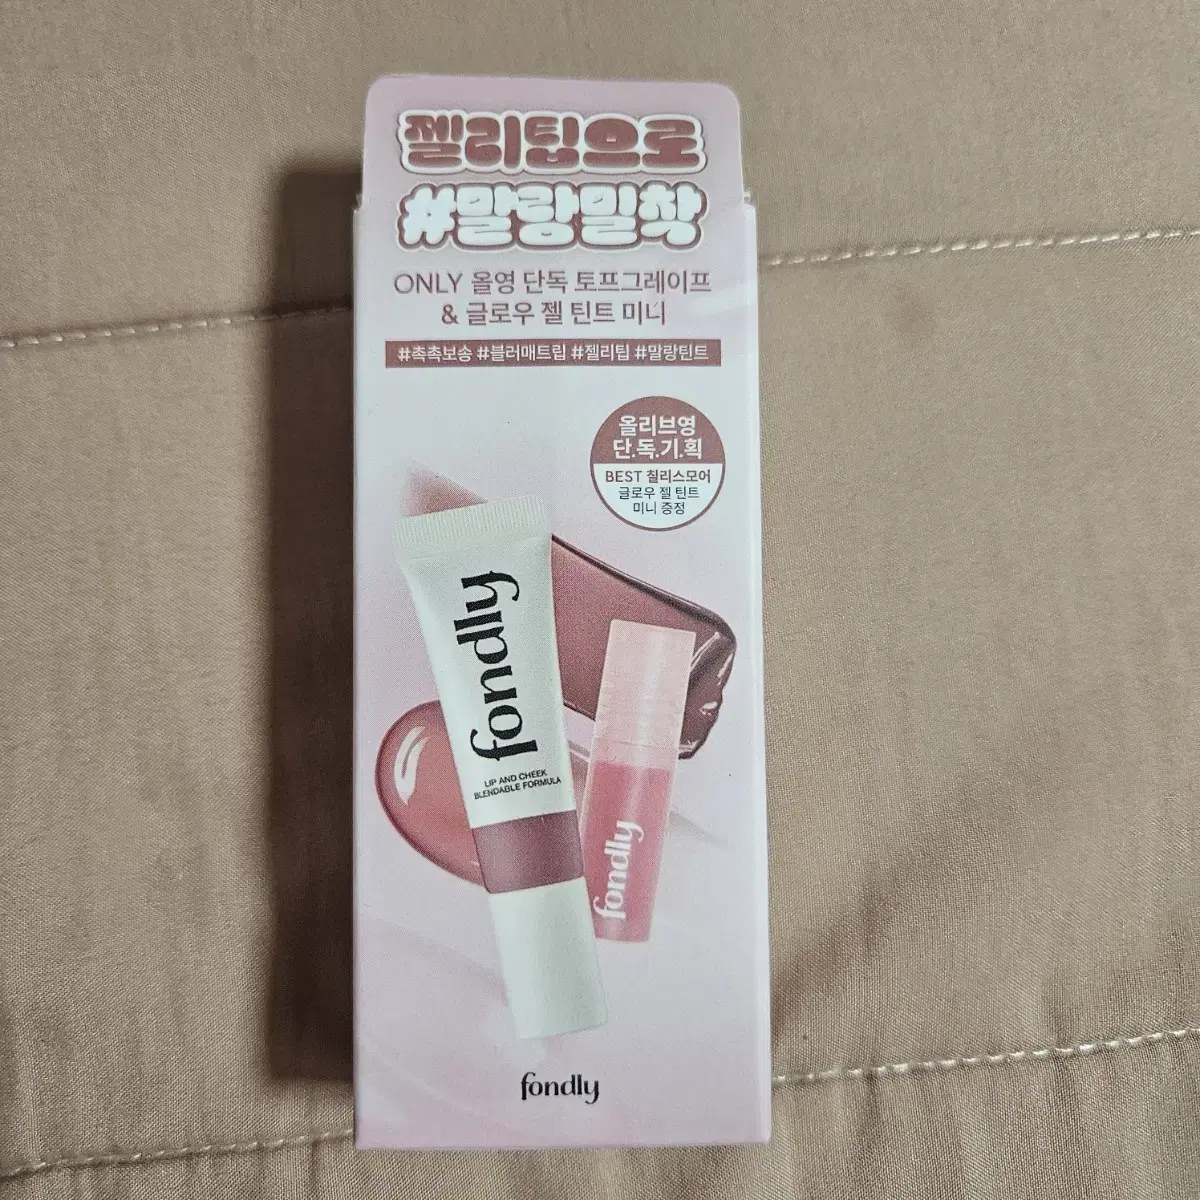 젤리팁으로
#말랑밀착
ONLY 올영 단독 토프그레이프
& 글로우 젤 틴트 미니
#촉촉보송 #블러매트립 #젤리팁 #말랑틴트
올리브영
단.독.기.획
BEST 칠리스모어
글로우 젤 틴트
미니 증정
fondly
LIP AND CHEEK
BLENDABLE FORMULA
fondly
fondly